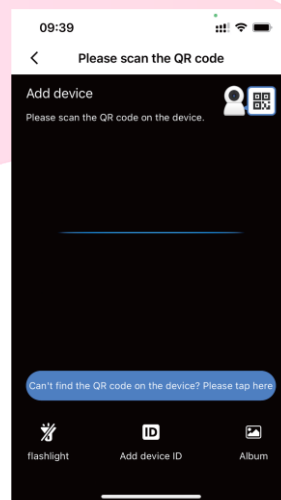 09:39
Please scan the QR code
Add device
Please scan the QR code on the device.
Can't find the QR code on the device? Please tap here
ID
flashlight
Add device ID
Album